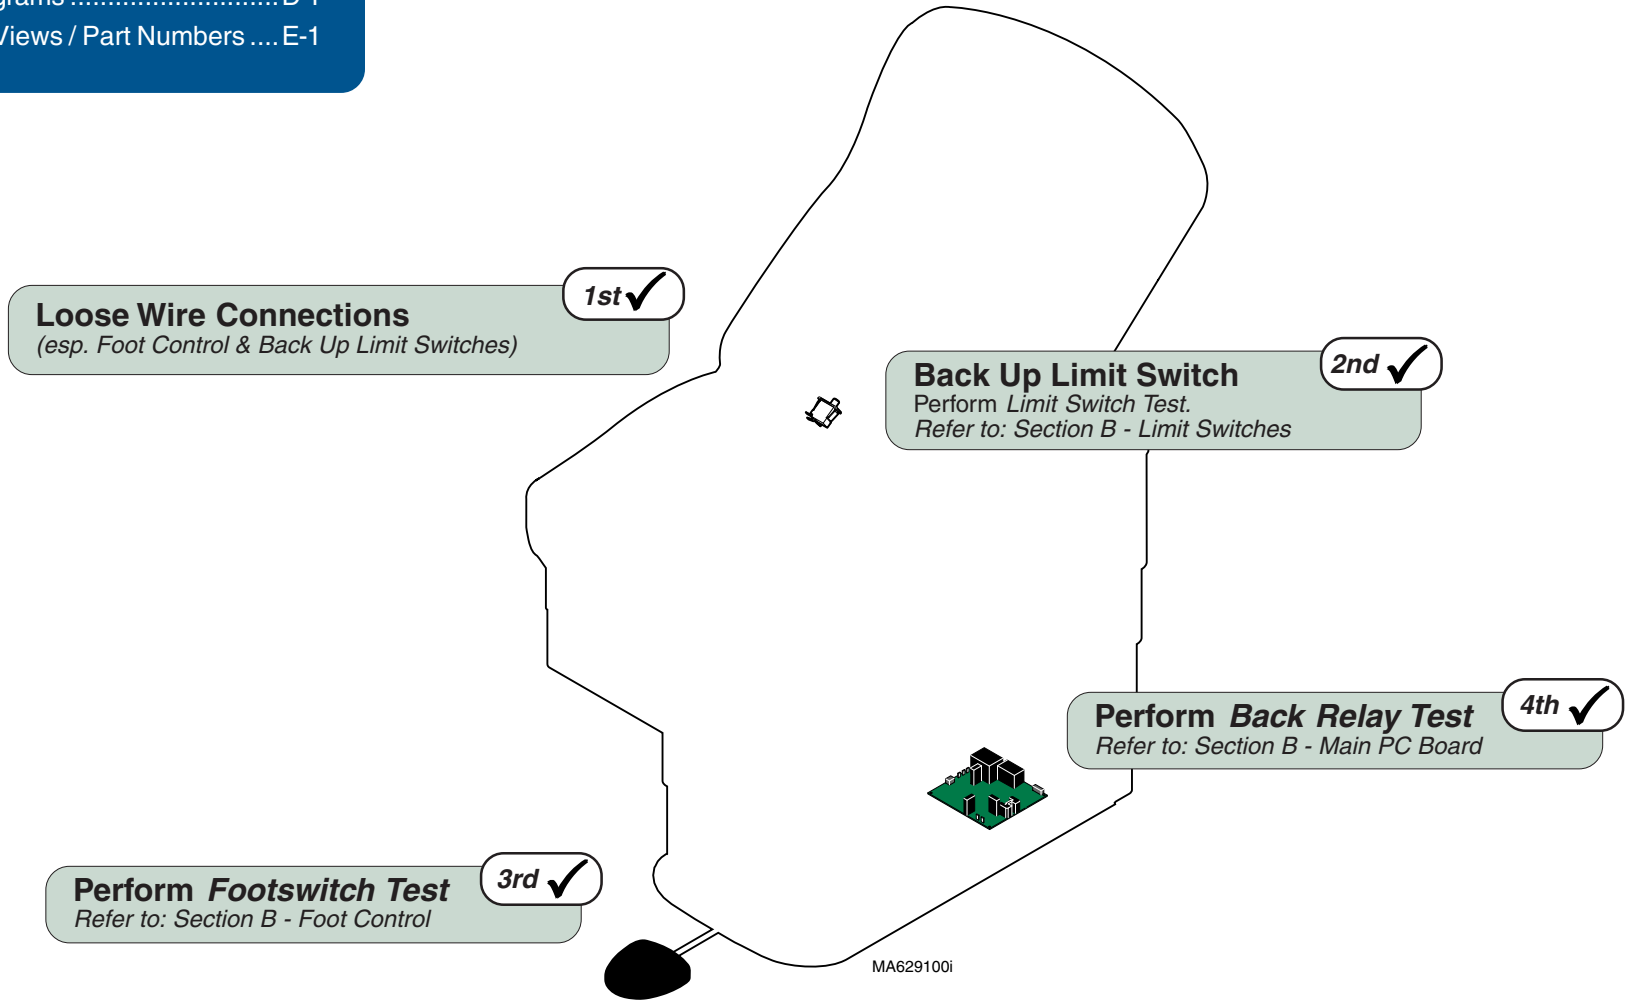 Views / Part Numbers .... E-1
1st
Loose Wire Connections
(esp. Foot Control & Back Up Limit Switches)
2nd
Back Up Limit Switch
Perform Limit Switch Test.
Refer to: Section B - Limit Switches
4th
Perform Back Relay Test
Refer to: Section B - Main PC Board
3rd
Perform Footswitch Test
Refer to: Section B - Foot Control
MA629100i